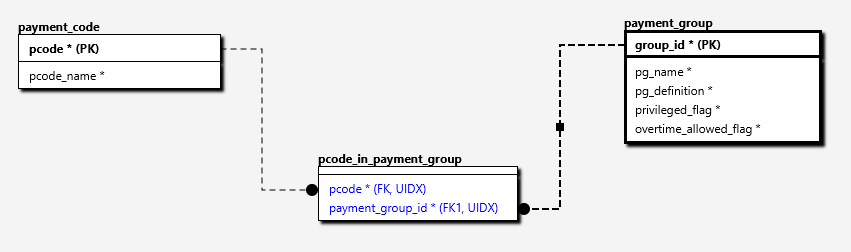 payment_code
pcode * (PK)
pcode_name *
payment_group
group_id * (PK)
pg_name *
pg_definition *
privileged_flag *
overtime_allowed_flag *
pcode_in_payment_group
pcode * (FK, UIDX)
payment_group_id * (FK1, UIDX)